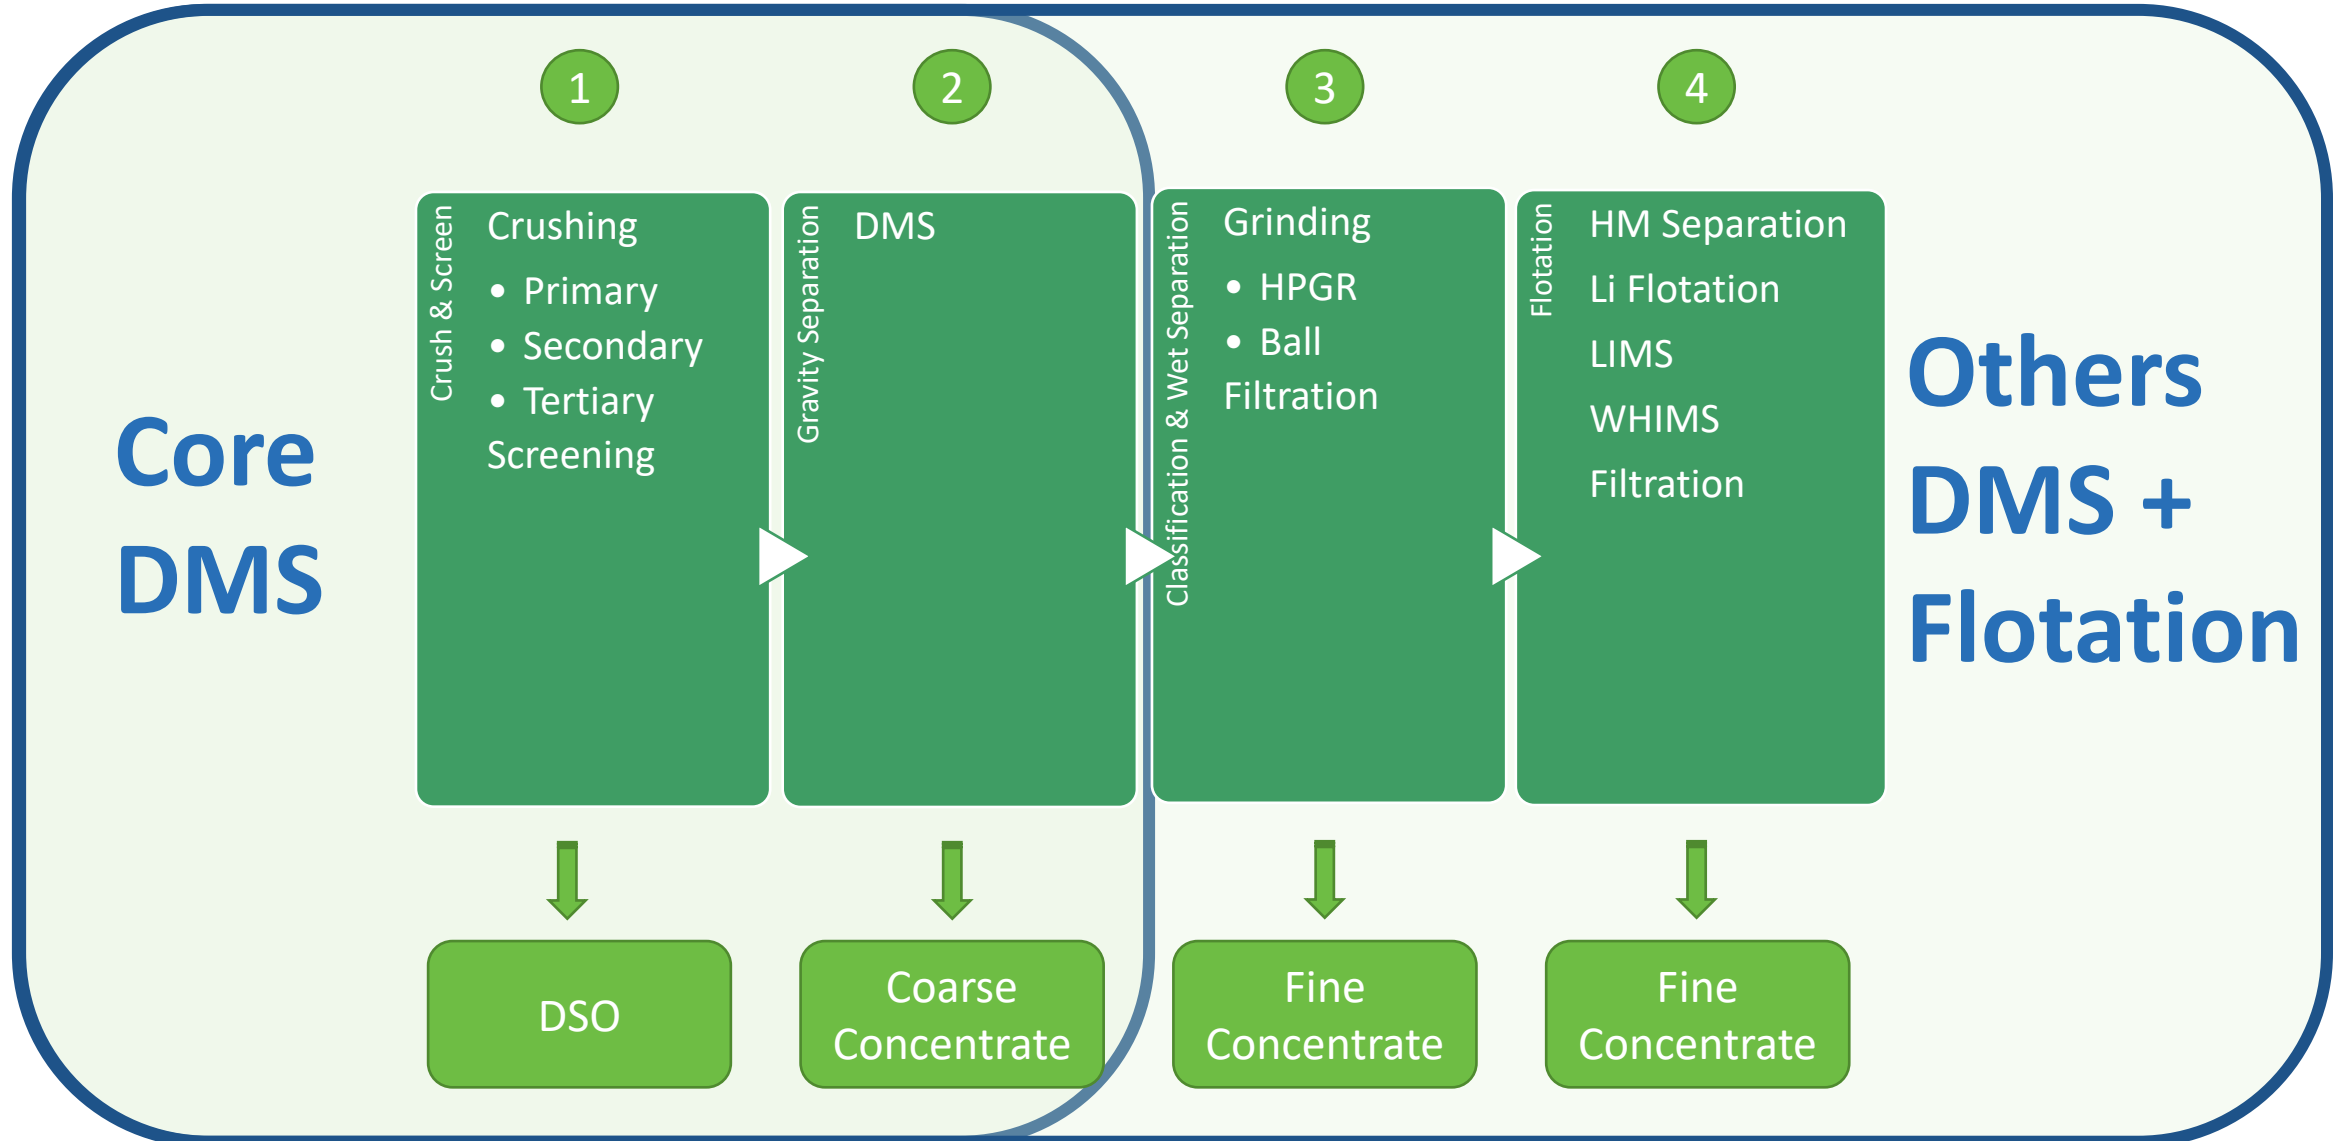 1
2
3
4
Core
DMS
Crush & Screen
Crushing
• Primary
• Secondary
• Tertiary
Screening
Gravity Separation
DMS
Classification & Wet Separation
Grinding
• HPGR
• Ball
Filtration
Flotation
HM Separation
Li Flotation
LIMS
WHIMS
Filtration
Others
DMS +
Flotation
DSO
Coarse
Concentrate
Fine
Concentrate
Fine
Concentrate